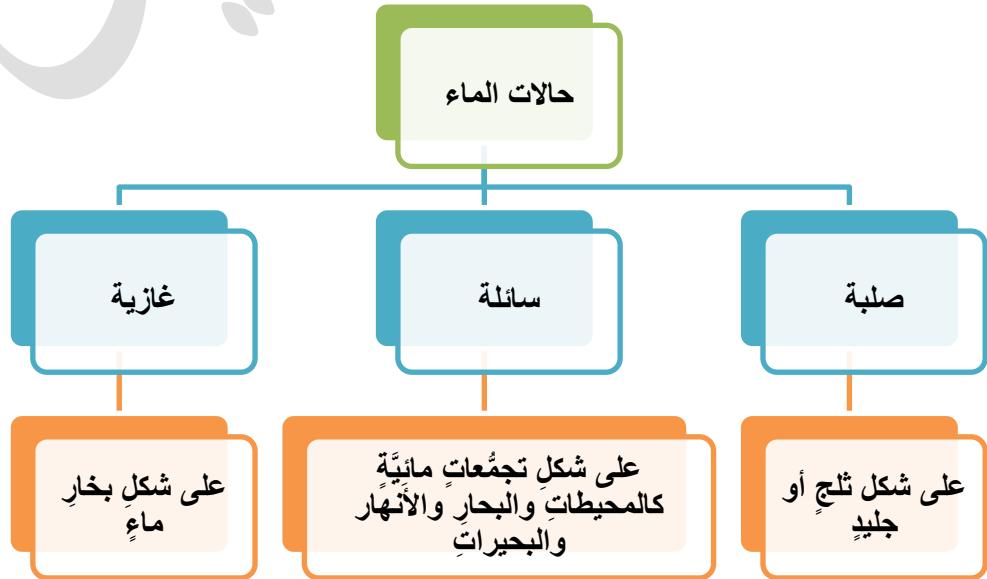 حالات الماء
صلبة
سائلة
غازية
على شكل ثلجٍ أو
جليدٍ
على شكلِ تجمُّعاتٍ مائِيَّةٍ
كالمحيطاتِ والبحارِ والأنهار
والبحيراتِ
على شكلِ بخارِ
ماءٍ